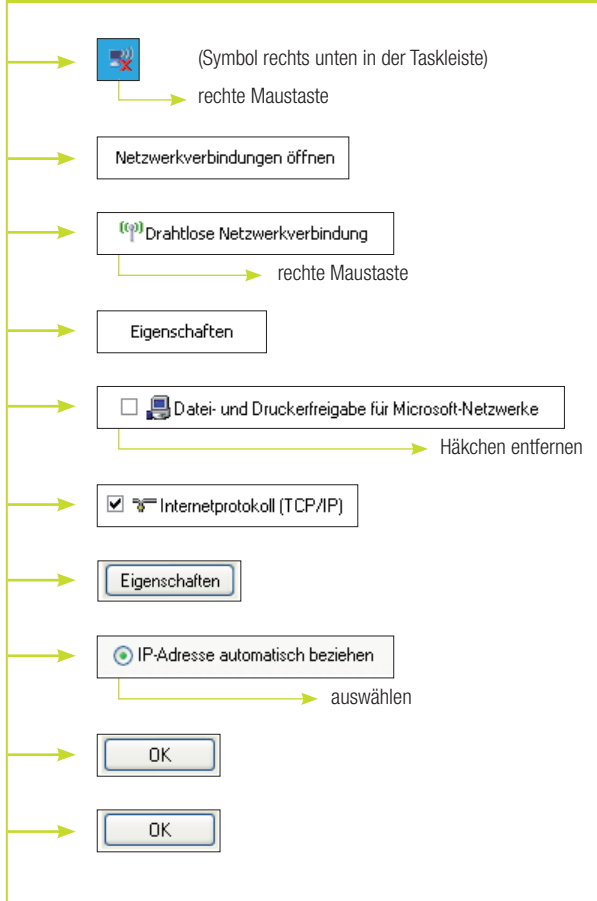 (Symbol rechts unten in der Taskleiste)
rechte Maustaste
Netzwerkverbindungen öffnen
Drahtlose Netzwerkverbindung
rechte Maustaste
Eigenschaften
Datei- und Druckerfreigabe für Microsoft-Netzwerke
Häkchen entfernen
Internetprotokoll (TCP/IP)
Eigenschaften
IP-Adresse automatisch beziehen
auswählen
OK
OK